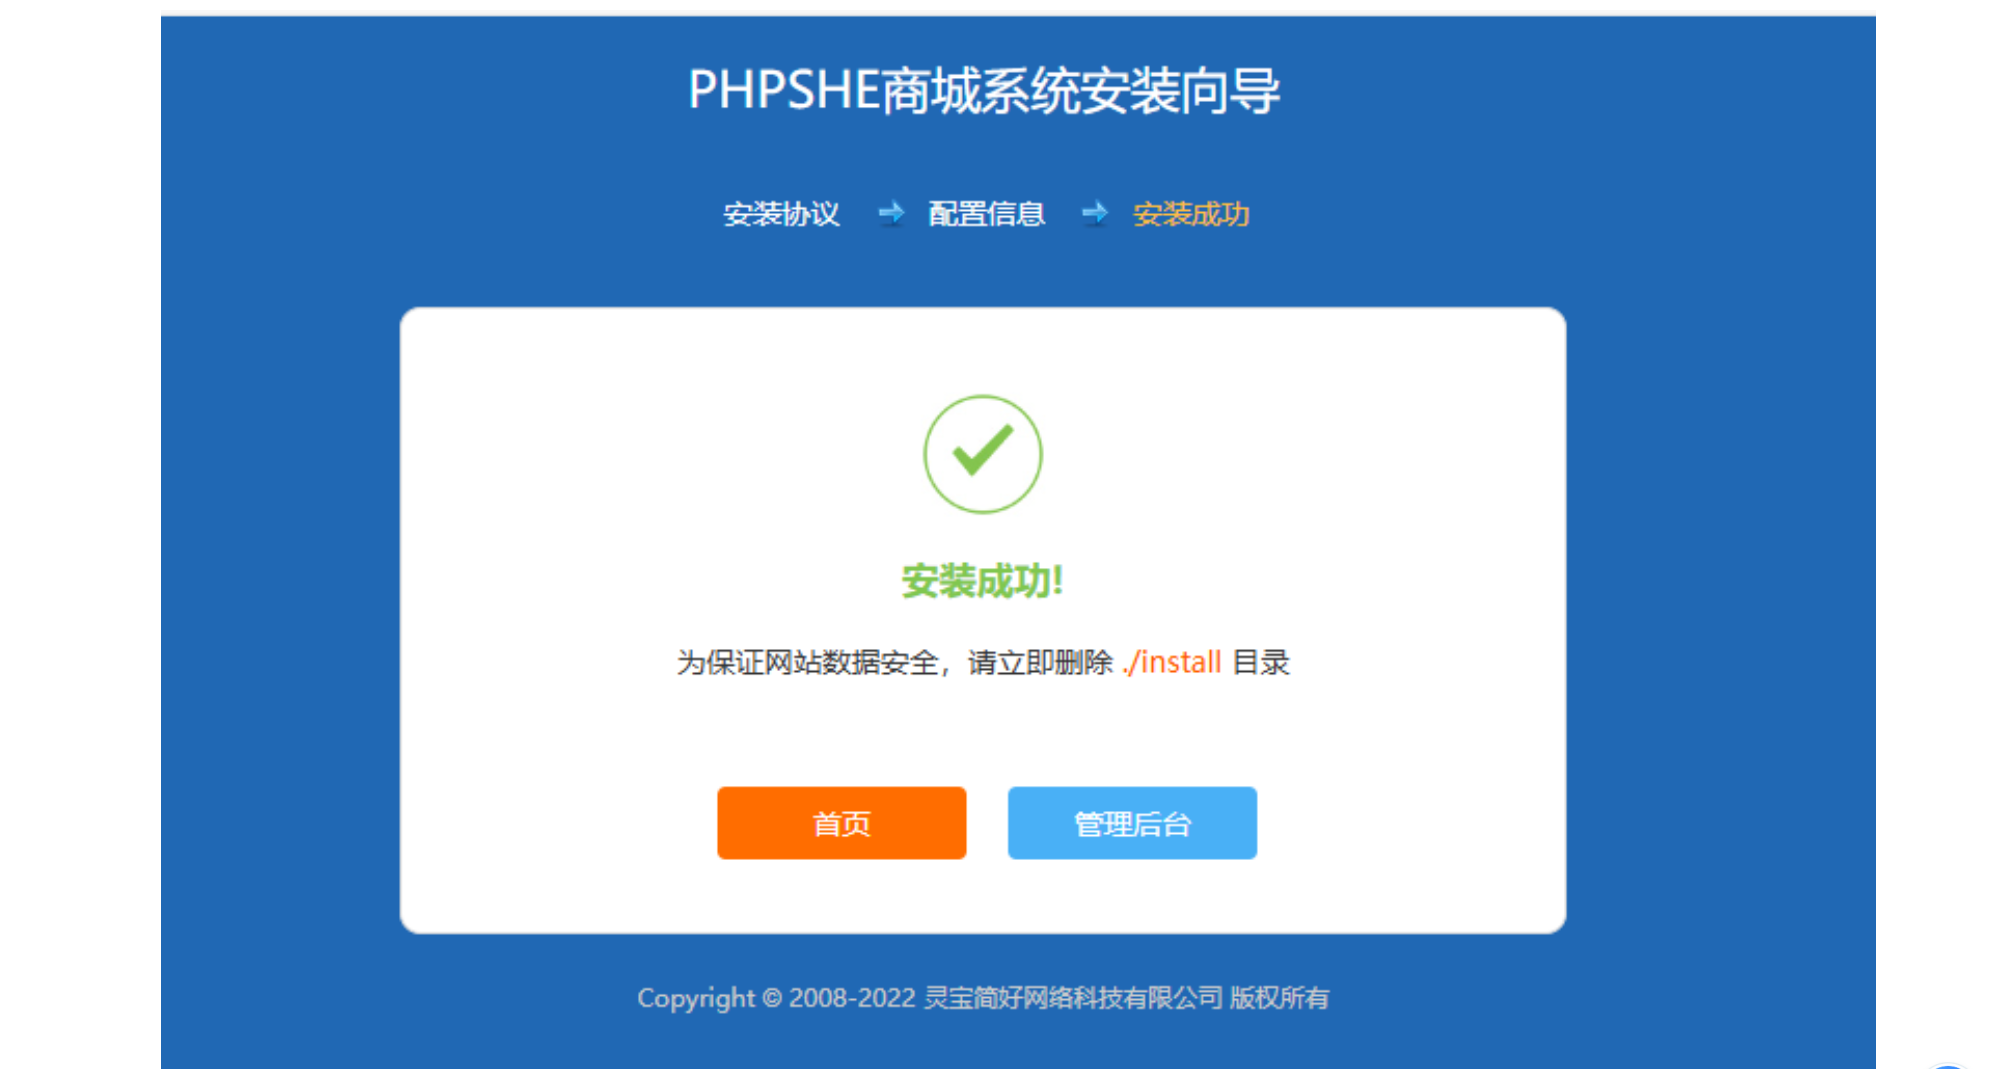 PHPSHE商城系统安装向导
安装协议 配置信息 安装成功
安装成功!
为保证网站数据安全，请立即删除 ./install 目录
首页 管理后台
Copyright © 2008-2022 灵宝简好网络科技有限公司 版权所有